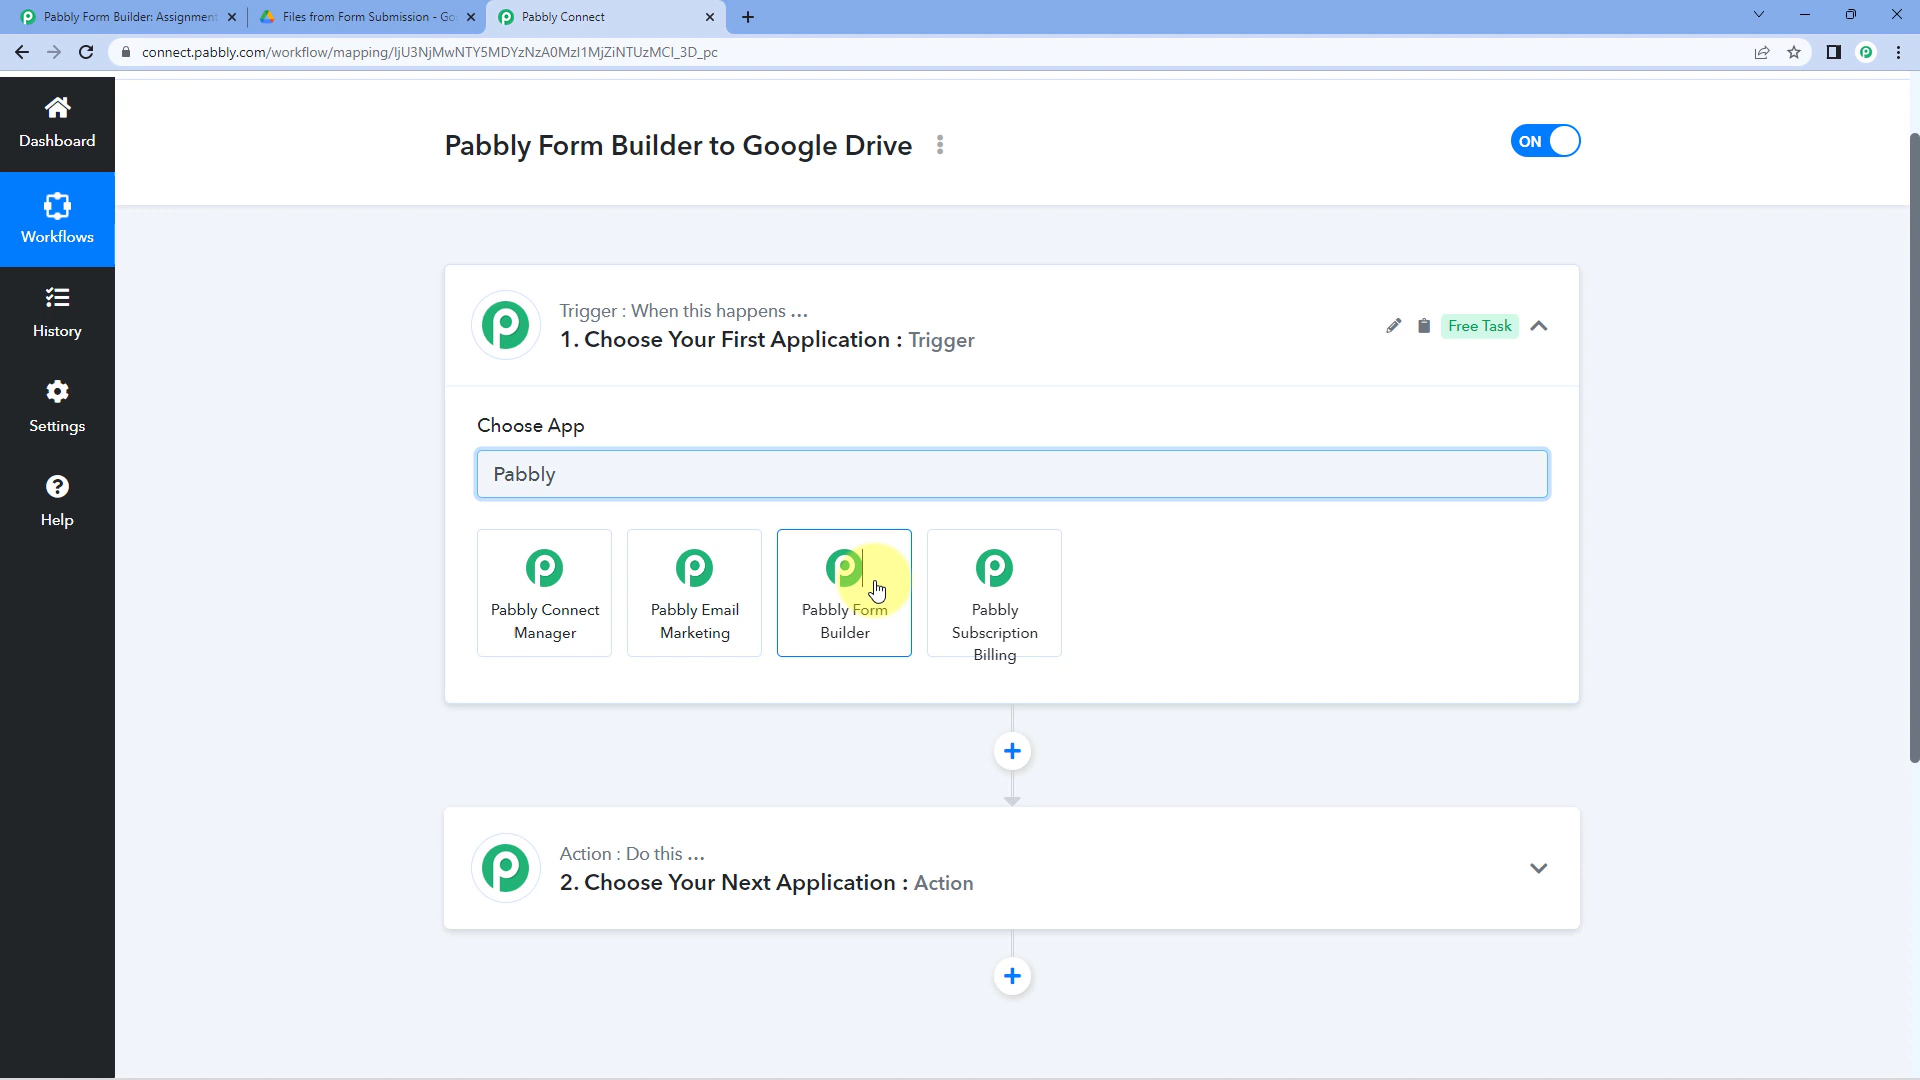 Pabbly Form Builder: Assignment
Files from Form Submission - Go
Pabbly Connect
connect.pabbly.com/workflow/mapping/IjU3NjMwNTY5MDYzNzA0MzI1MjZiNTUzMCI_3D_pc
Dashboard
Workflows
History
Settings
Help
Pabbly Form Builder to Google Drive
ON
Trigger : When this happens ...
1. Choose Your First Application : Trigger
Free Task
Choose App
Pabbly
Pabbly Connect
Manager
Pabbly Email
Marketing
Pabbly Form
Builder
Pabbly
Subscription
Billing
Action : Do this ...
2. Choose Your Next Application : Action